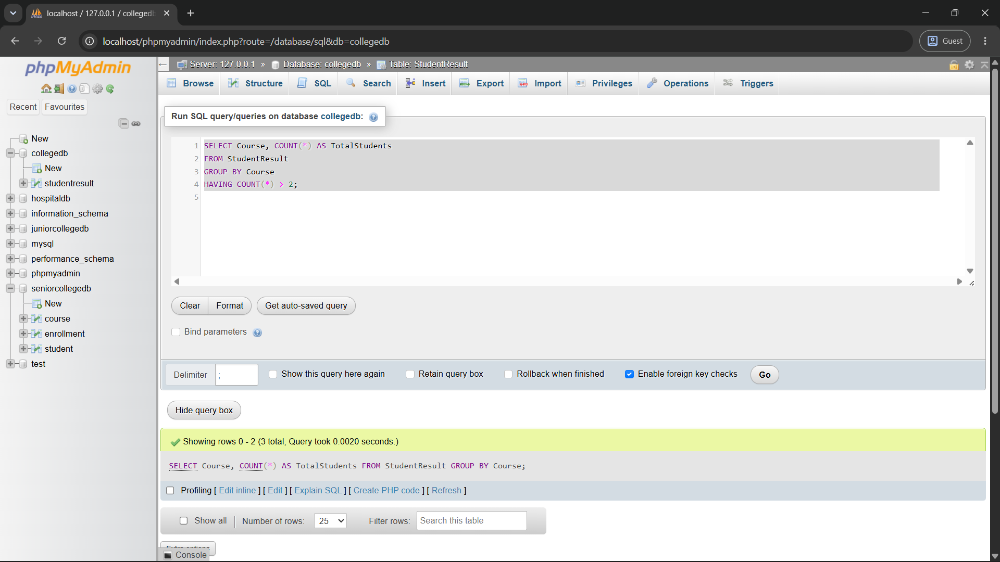 localhost / 127.0.0.1 / collegedb
localhost/phpmyadmin/index.php?route=/database/sql&db=collegedb
Guest
phpMyAdmin
Recent
Favourites
New
collegedb
New
studentresult
hospitaldb
information_schema
juniorcollegedb
mysql
performance_schema
phpmyadmin
seniorcollegedb
New
course
enrollment
student
test
Server: 127.0.0.1 » Database: collegedb » Table: StudentResult
Browse Structure SQL Search Insert Export Import Privileges Operations Triggers
Run SQL query/queries on database collegedb:
1 SELECT Course, COUNT(*) AS TotalStudents
2 FROM StudentResult
3 GROUP BY Course
4 HAVING COUNT(*) > 2;
5
Clear Format Get auto-saved query
Bind parameters
Delimiter ; Show this query here again Retain query box Rollback when finished Enable foreign key checks Go
Hide query box
Showing rows 0 - 2 (3 total, Query took 0.0020 seconds.)
SELECT Course, COUNT(*) AS TotalStudents FROM StudentResult GROUP BY Course;
Profiling [ Edit inline ] [ Edit ] [ Explain SQL ] [ Create PHP code ] [ Refresh ]
Show all Number of rows: 25 Filter rows: Search this table
Extra options
Console